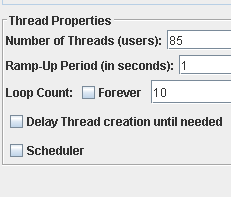 Thread Properties
Number of Threads (users): 85
Ramp-Up Period (in seconds): 1
Loop Count: Forever 10
Delay Thread creation until needed
Scheduler